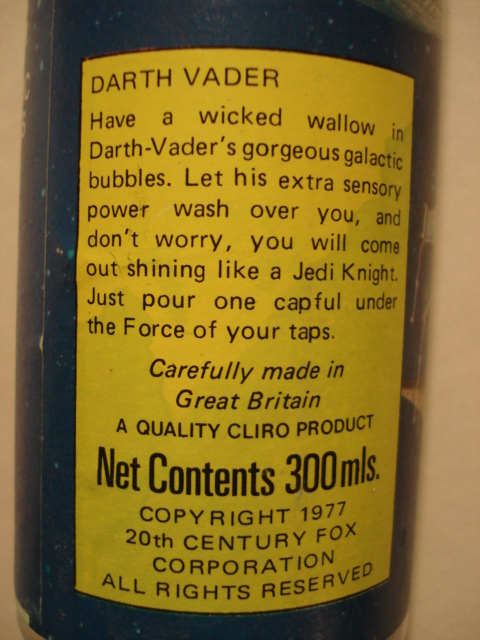 DARTH VADER
Have a wicked wallow in
Darth-Vader's gorgeous galactic
bubbles. Let his extra sensory
power wash over you, and
don't worry, you will come
out shining like a Jedi Knight.
Just pour one capful under
the Force of your taps.
Carefully made in
Great Britain
A QUALITY CLIRO PRODUCT
Net Contents 300mls.
COPYRIGHT 1977
20th CENTURY FOX
CORPORATION
ALL RIGHTS RESERVED